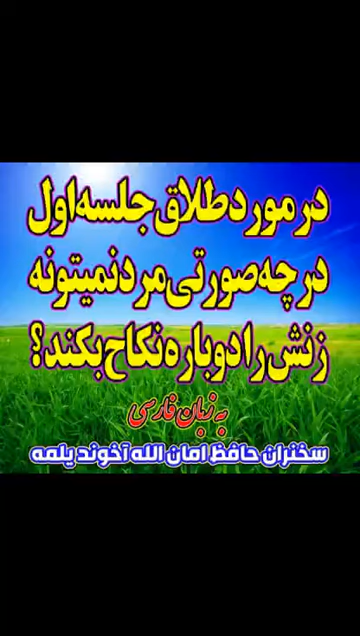 در مورد طلاق جلسه اول
در چه صورتی مرد نمیتونه
زنش را دوباره نکاح بکند؟
به زبان فارسی
سخنران حافظ امان الله آخوند یلمه